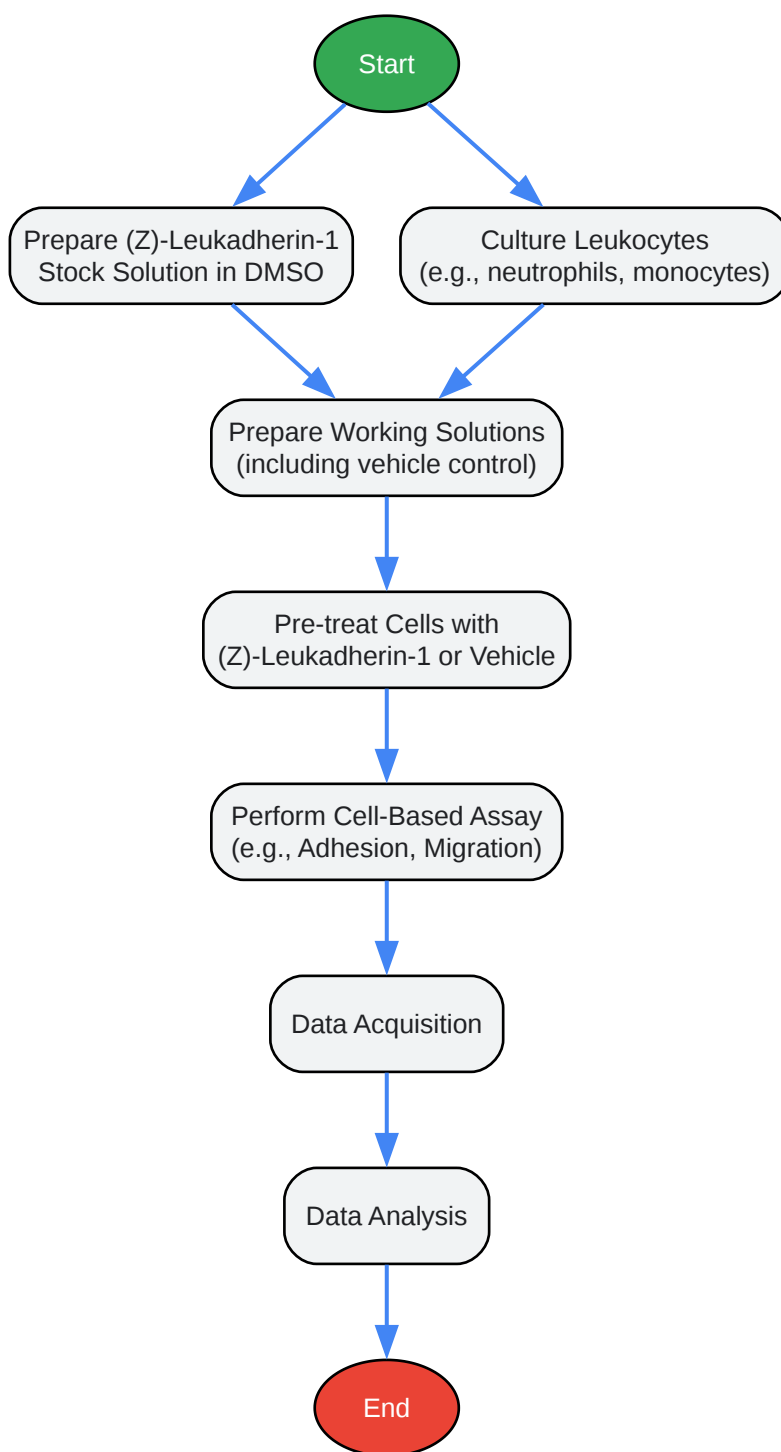 Start
Prepare (Z)-Leukadherin-1
Stock Solution in DMSO
Culture Leukocytes
(e.g., neutrophils, monocytes)
Prepare Working Solutions
(including vehicle control)
Pre-treat Cells with
(Z)-Leukadherin-1 or Vehicle
Perform Cell-Based Assay
(e.g., Adhesion, Migration)
Data Acquisition
Data Analysis
End